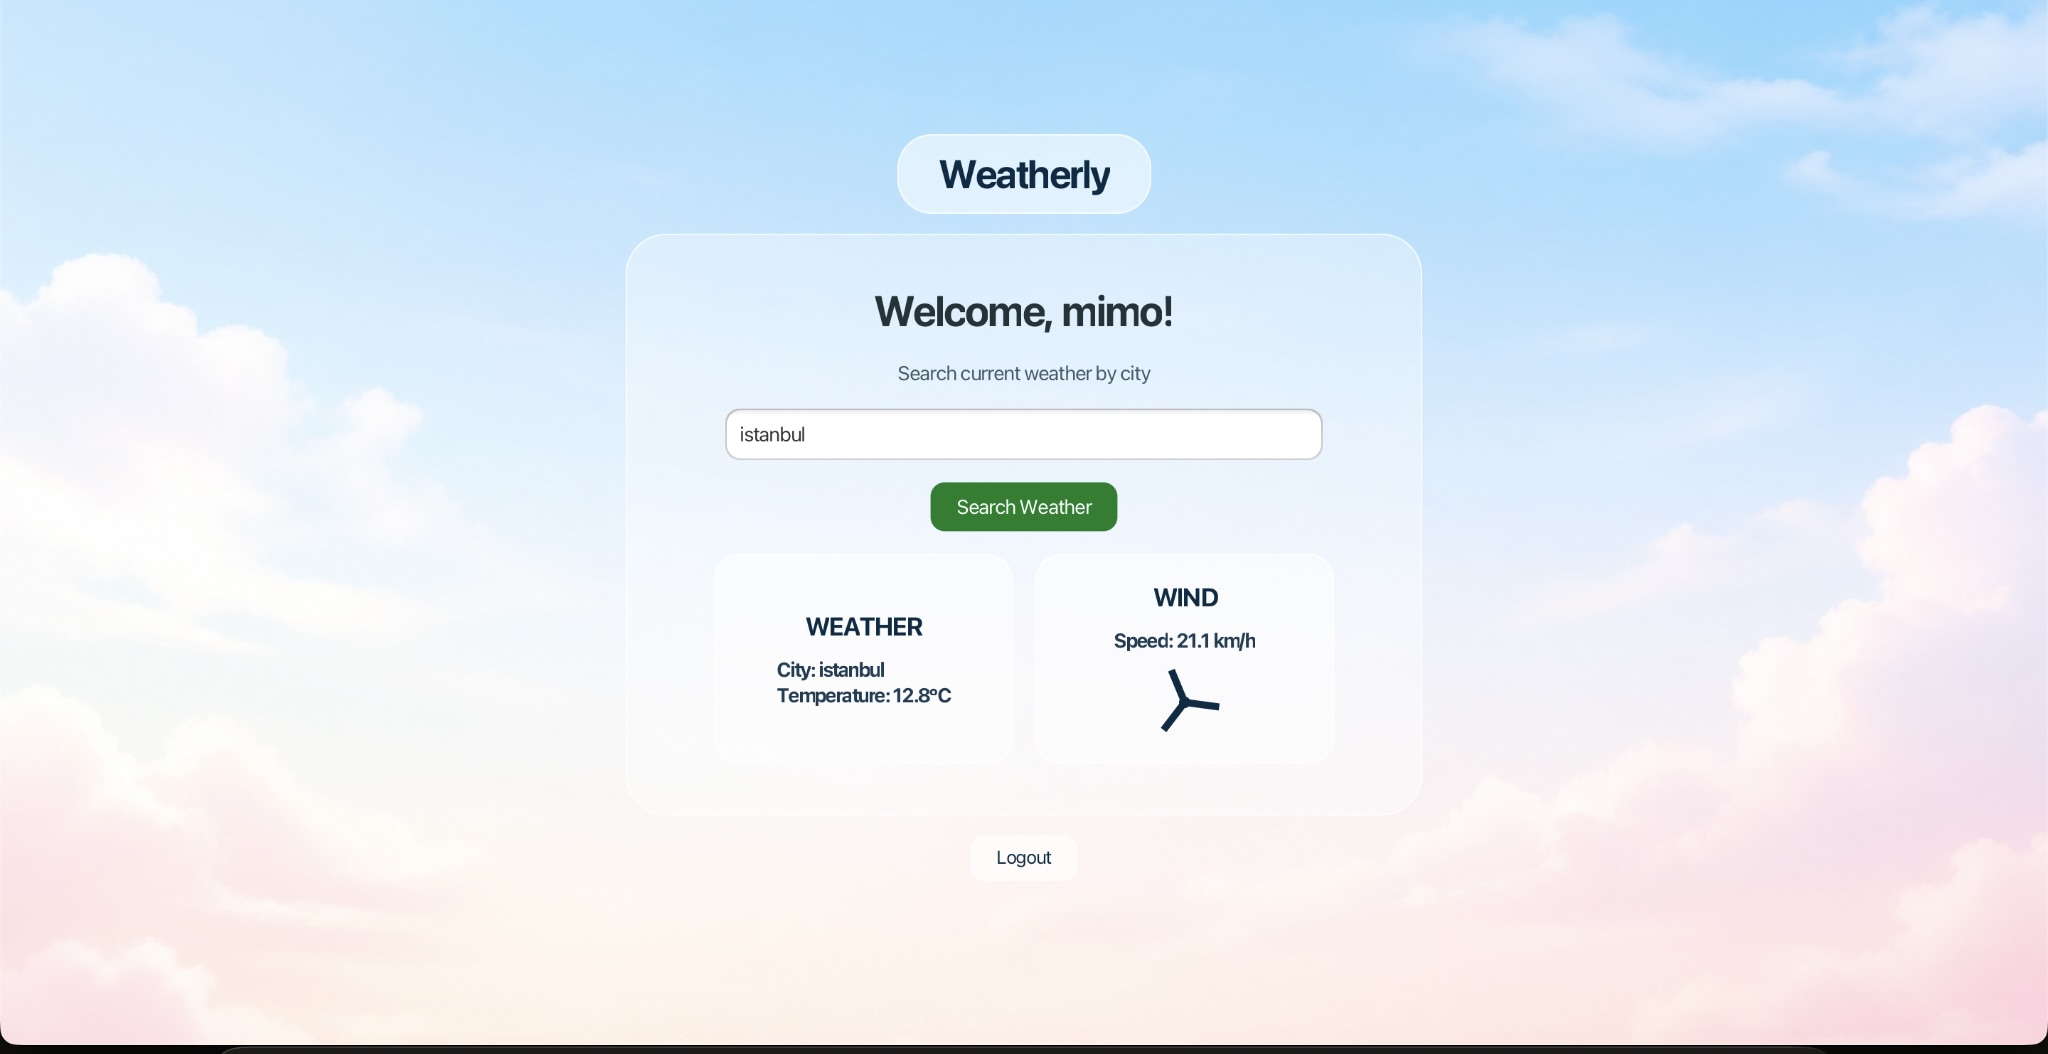 Weatherly
Welcome, mimo!
Search current weather by city
istanbul
Search Weather
WEATHER
City: istanbul
Temperature: 12.8°C
WIND
Speed: 21.1 km/h
Logout